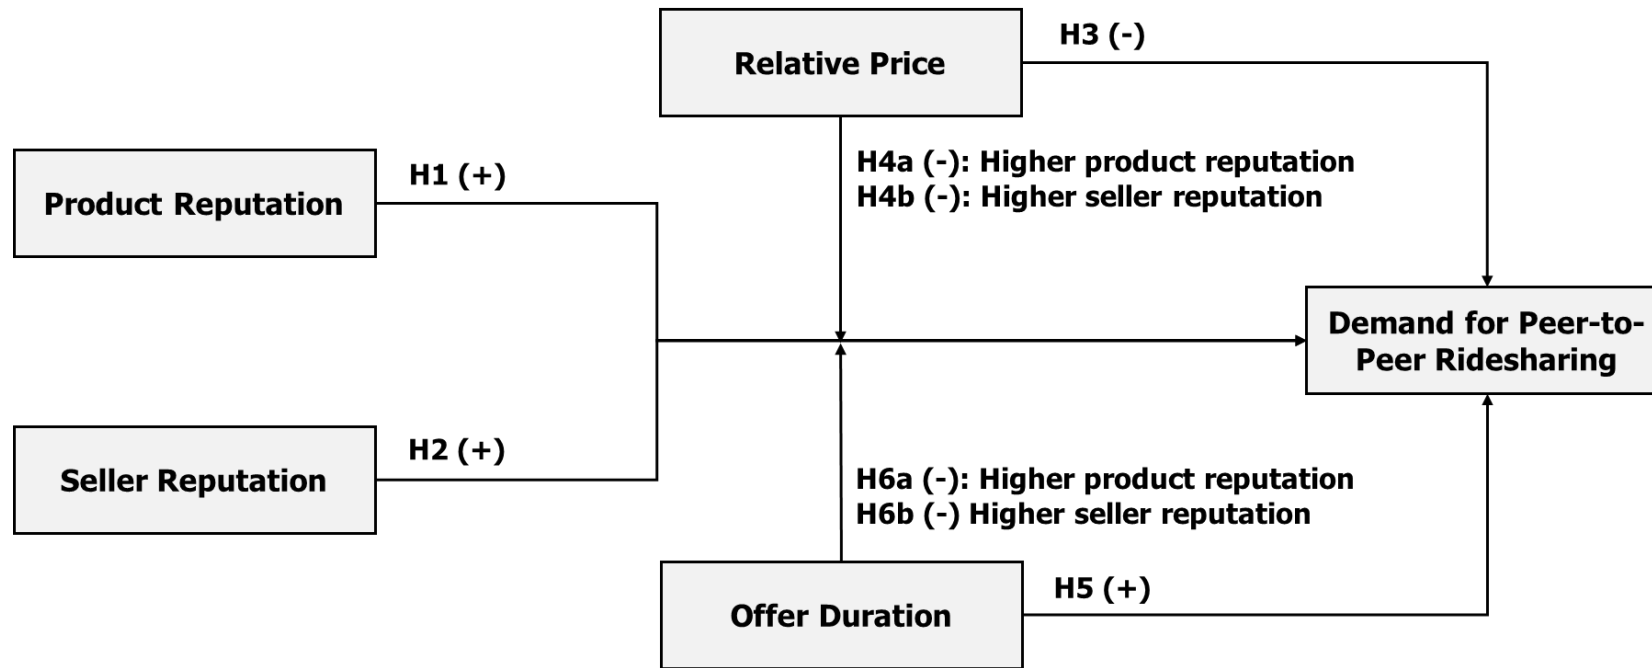 Relative Price
H3 (-)
H4a (-): Higher product reputation
H4b (-): Higher seller reputation
Product Reputation
H1 (+)
Demand for Peer-to-
Peer Ridesharing
Seller Reputation
H2 (+)
H6a (-): Higher product reputation
H6b (-) Higher seller reputation
Offer Duration
H5 (+)